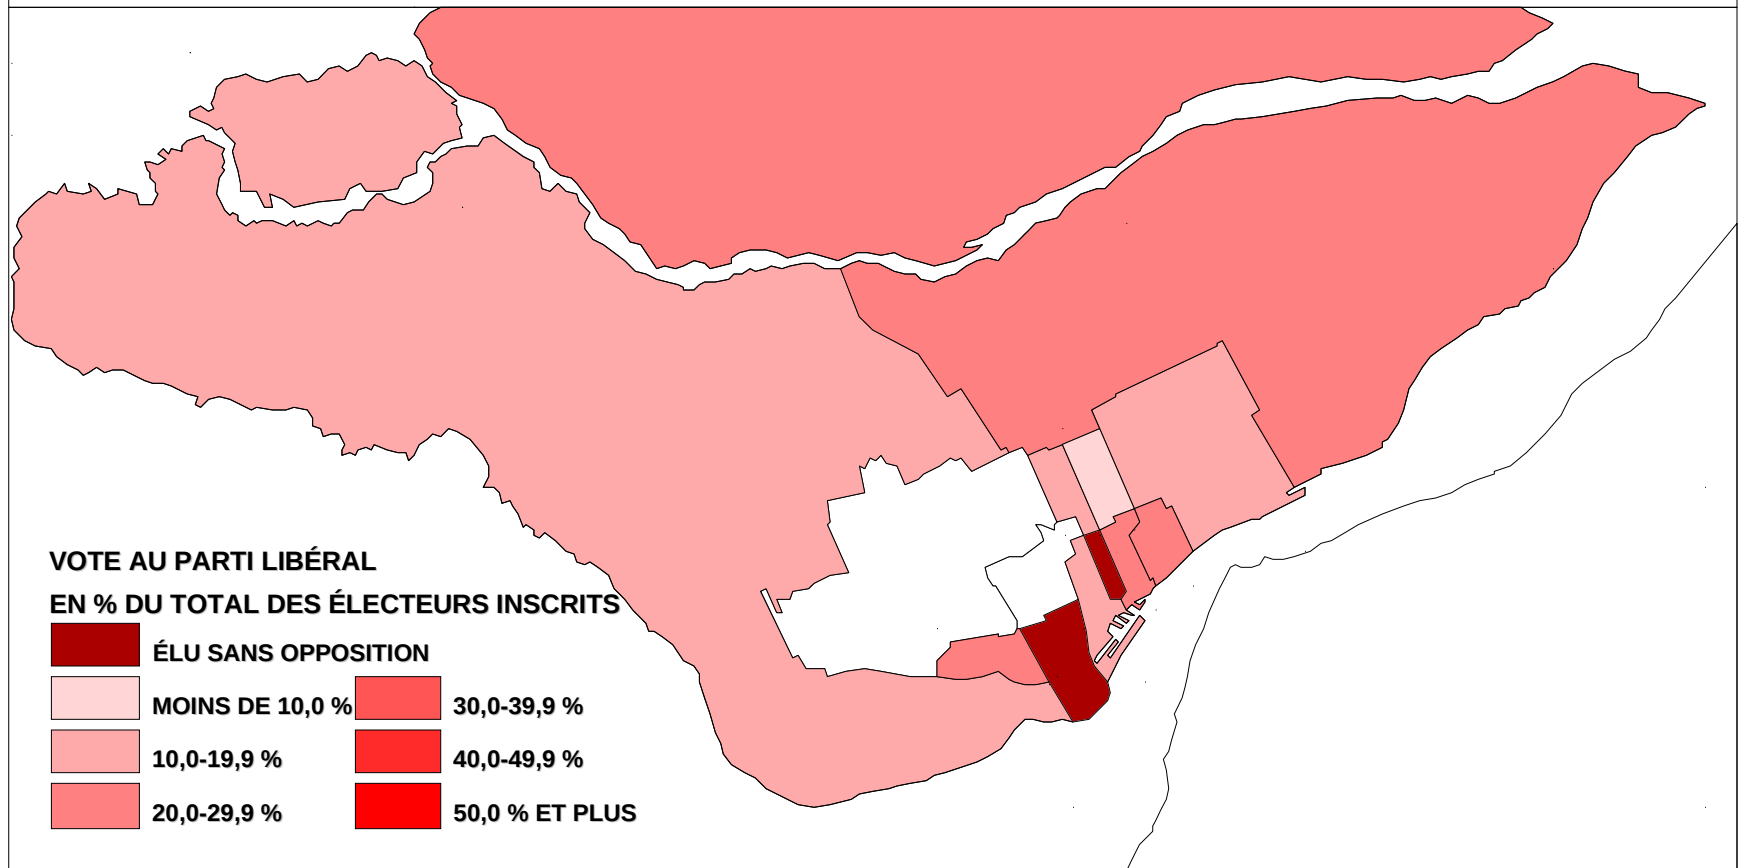 VOTE AU PARTI LIBÉRAL
EN % DU TOTAL DES ÉLECTEURS INSCRITS
ÉLU SANS OPPOSITION
MOINS DE 10,0 %
30,0-39,9 %
10,0-19,9 %
40,0-49,9 %
20,0-29,9 %
50,0 % ET PLUS